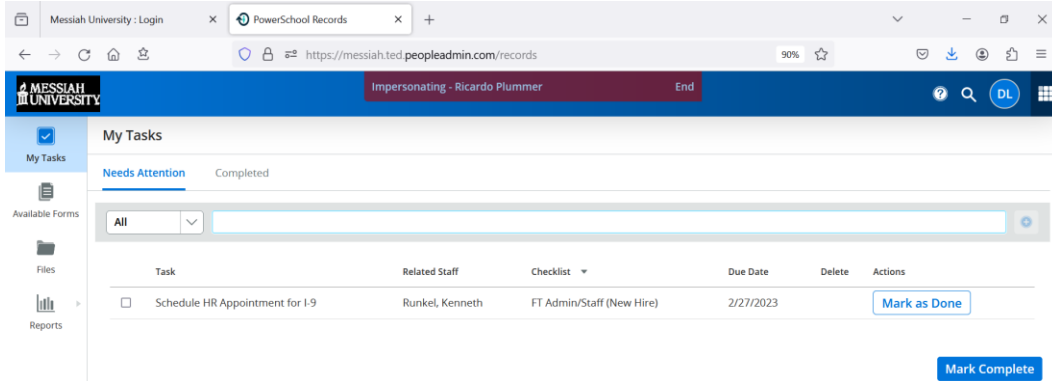 Messiah University : Login
PowerSchool Records
https://messiah.ted.peopleadmin.com/records
90%
MESSIAH UNIVERSITY
Impersonating - Ricardo Plummer End
DL
My Tasks
Available Forms
Files
Reports
My Tasks
Needs Attention Completed
All
Task Related Staff Checklist Due Date Delete Actions
Schedule HR Appointment for I-9 Runkel, Kenneth FT Admin/Staff (New Hire) 2/27/2023 Mark as Done
Mark Complete